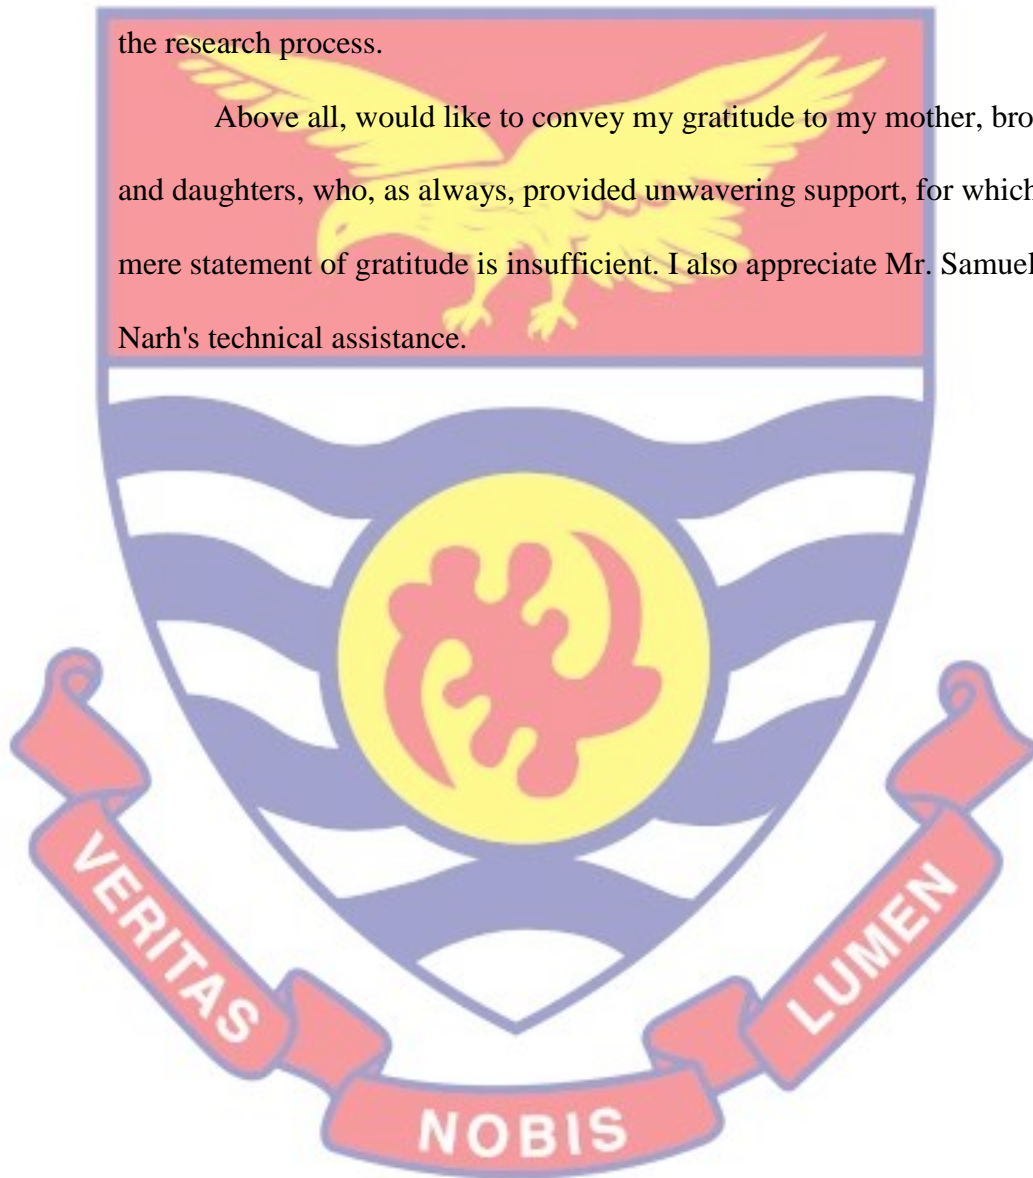 the research process.
Above all, would like to convey my gratitude to my mother, bro
and daughters, who, as always, provided unwavering support, for which
mere statement of gratitude is insufficient. I also appreciate Mr. Samuel
Narh's technical assistance.
VERITAS
NOBIS
LUMEN